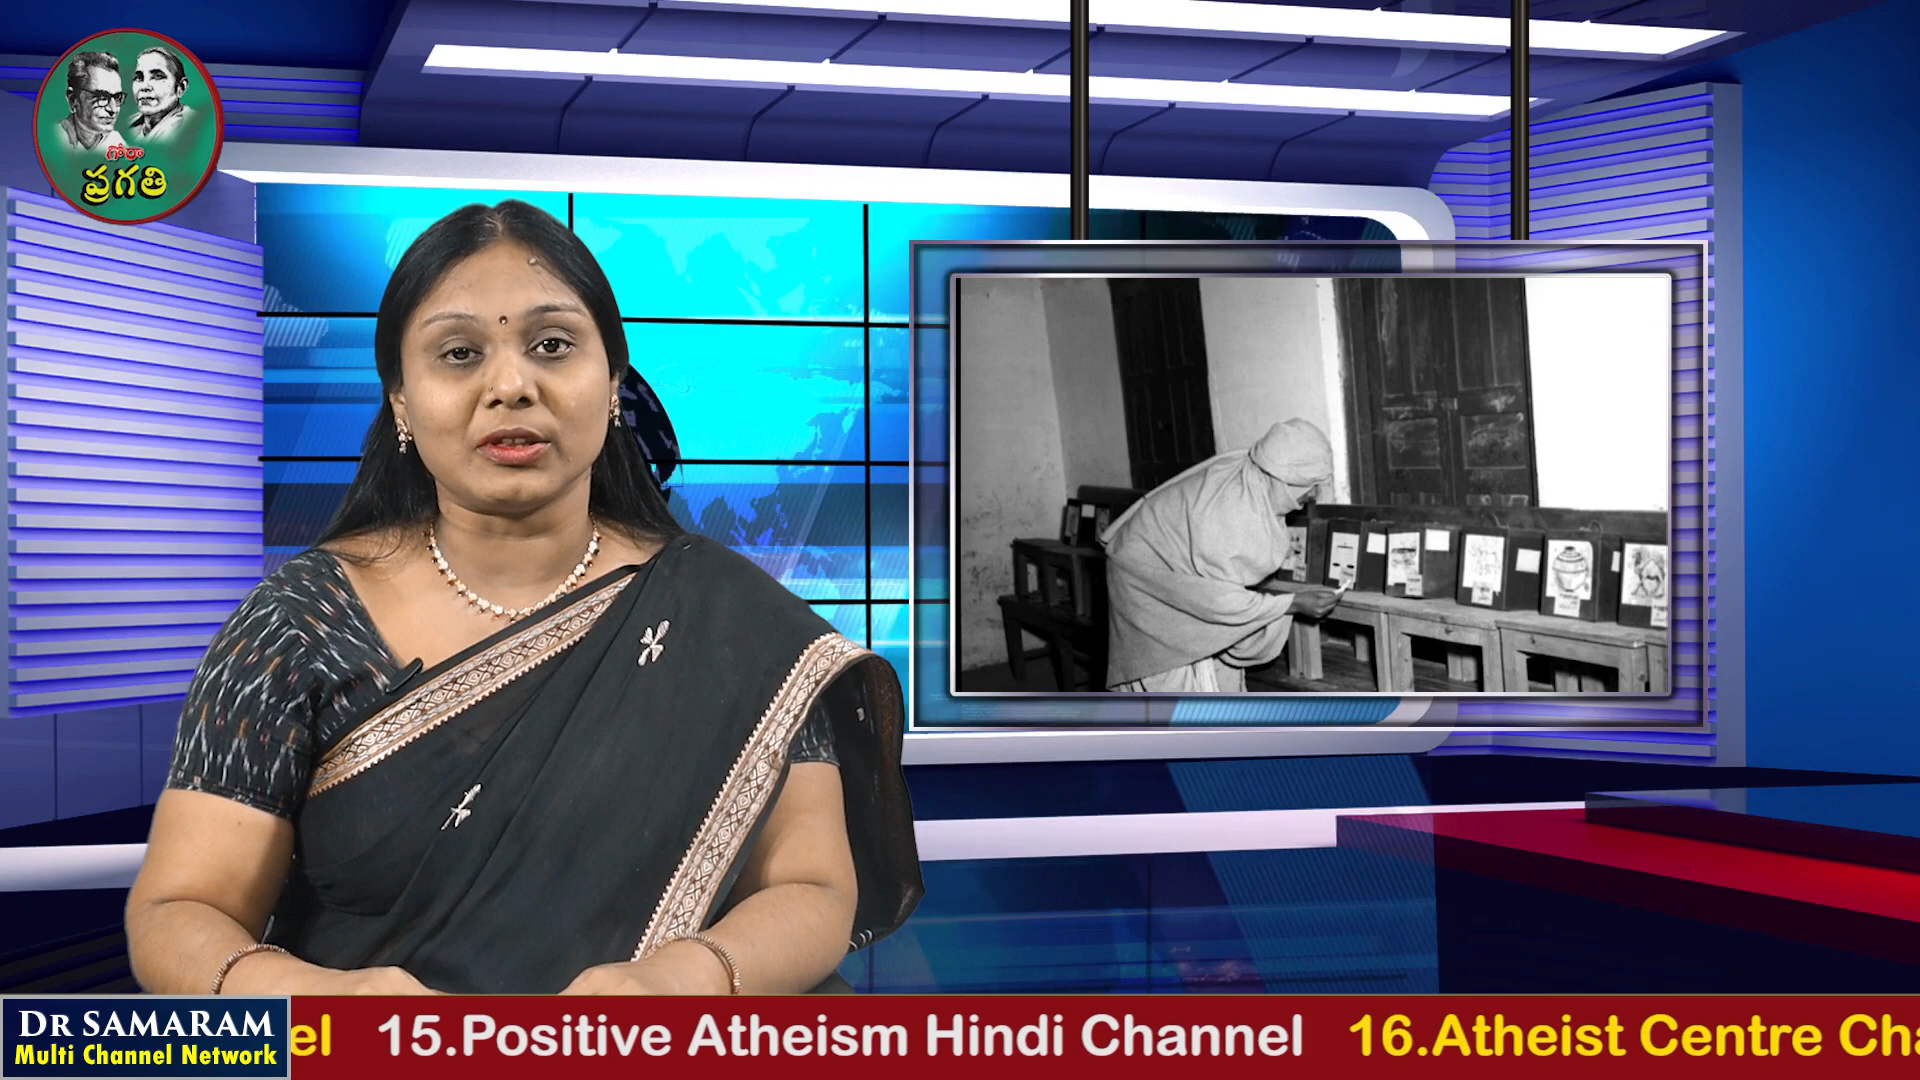 గోరా
ప్రగతి
DR SAMARAM
Multi Channel Network
el 15.Positive Atheism Hindi Channel 16.Atheist Centre Cha